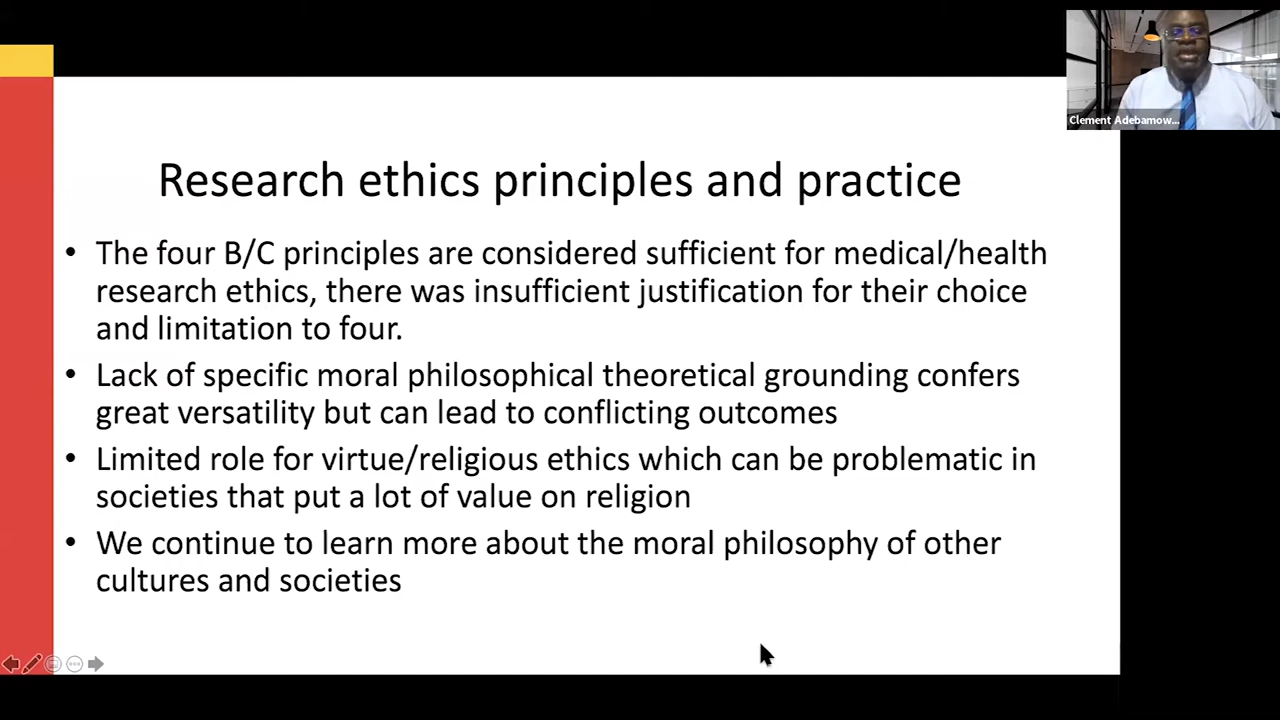 Clement Adebamow...
Research ethics principles and practice
• The four B/C principles are considered sufficient for medical/health
research ethics, there was insufficient justification for their choice
and limitation to four.
• Lack of specific moral philosophical theoretical grounding confers
great versatility but can lead to conflicting outcomes
• Limited role for virtue/religious ethics which can be problematic in
societies that put a lot of value on religion
• We continue to learn more about the moral philosophy of other
cultures and societies